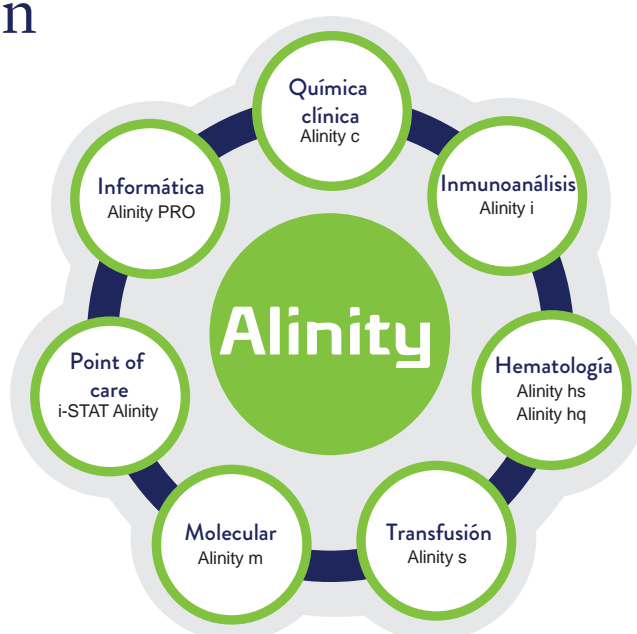 n
Química
clínica
Alinity c
Inmunoanálisis
Alinity i
Hematología
Alinity hs
Alinity hq
Transfusión
Alinity s
Molecular
Alinity m
Point of
care
i-STAT Alinity
Informática
Alinity PRO
Alinity